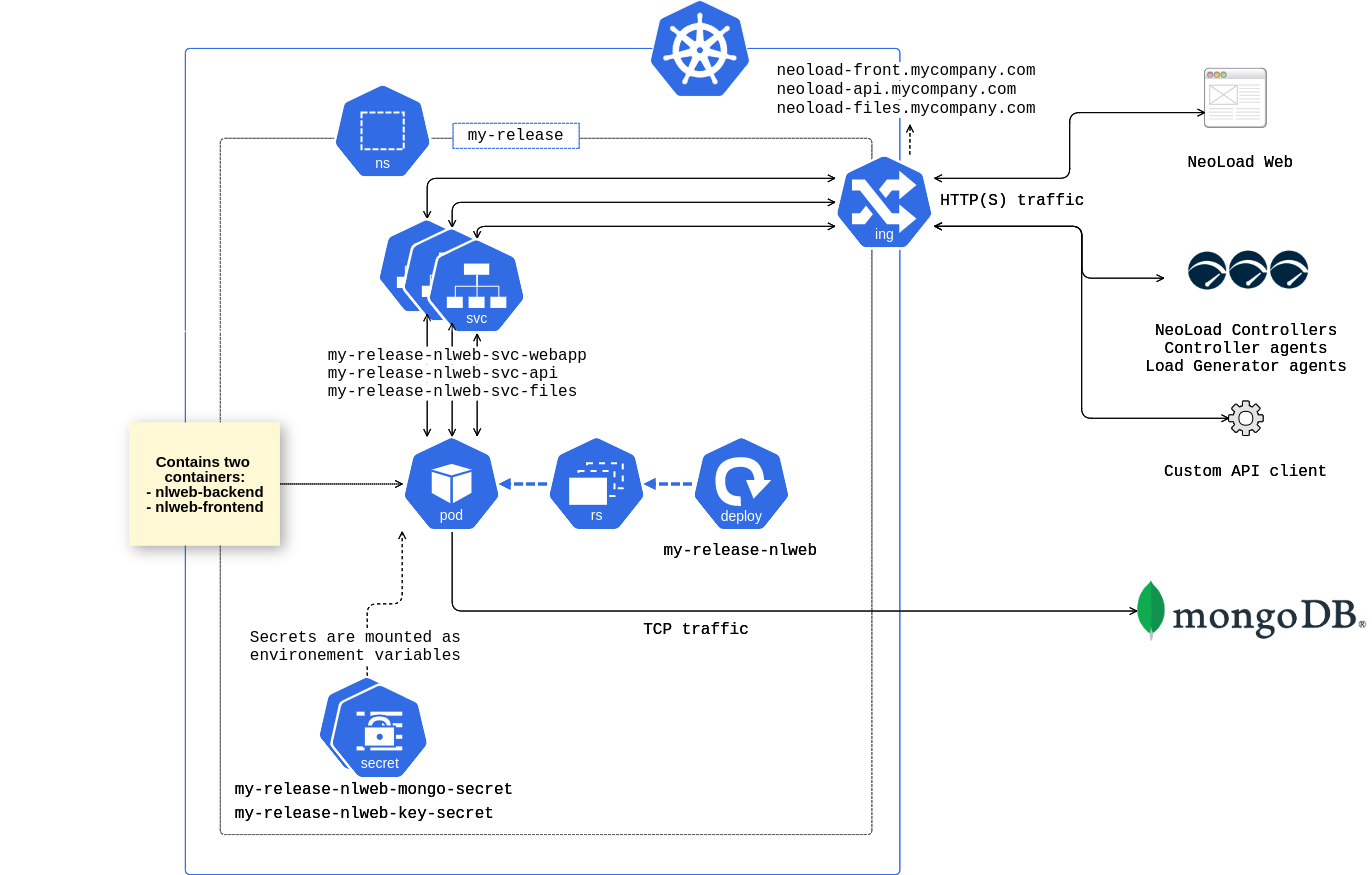 neoload-front.mycompany.com
neoload-api.mycompany.com
neoload-files.mycompany.com
ns
my-release
NeoLoad Web
HTTP(S) traffic
ing
svc
NeoLoad Controllers
Controller agents
Load Generator agents
my-release-nlweb-svc-webapp
my-release-nlweb-svc-api
my-release-nlweb-svc-files
Contains two
containers:
- nlweb-backend
- nlweb-frontend
Custom API client
pod
rs
deploy
my-release-nlweb
mongoDB®
TCP traffic
Secrets are mounted as
environement variables
secret
my-release-nlweb-mongo-secret
my-release-nlweb-key-secret